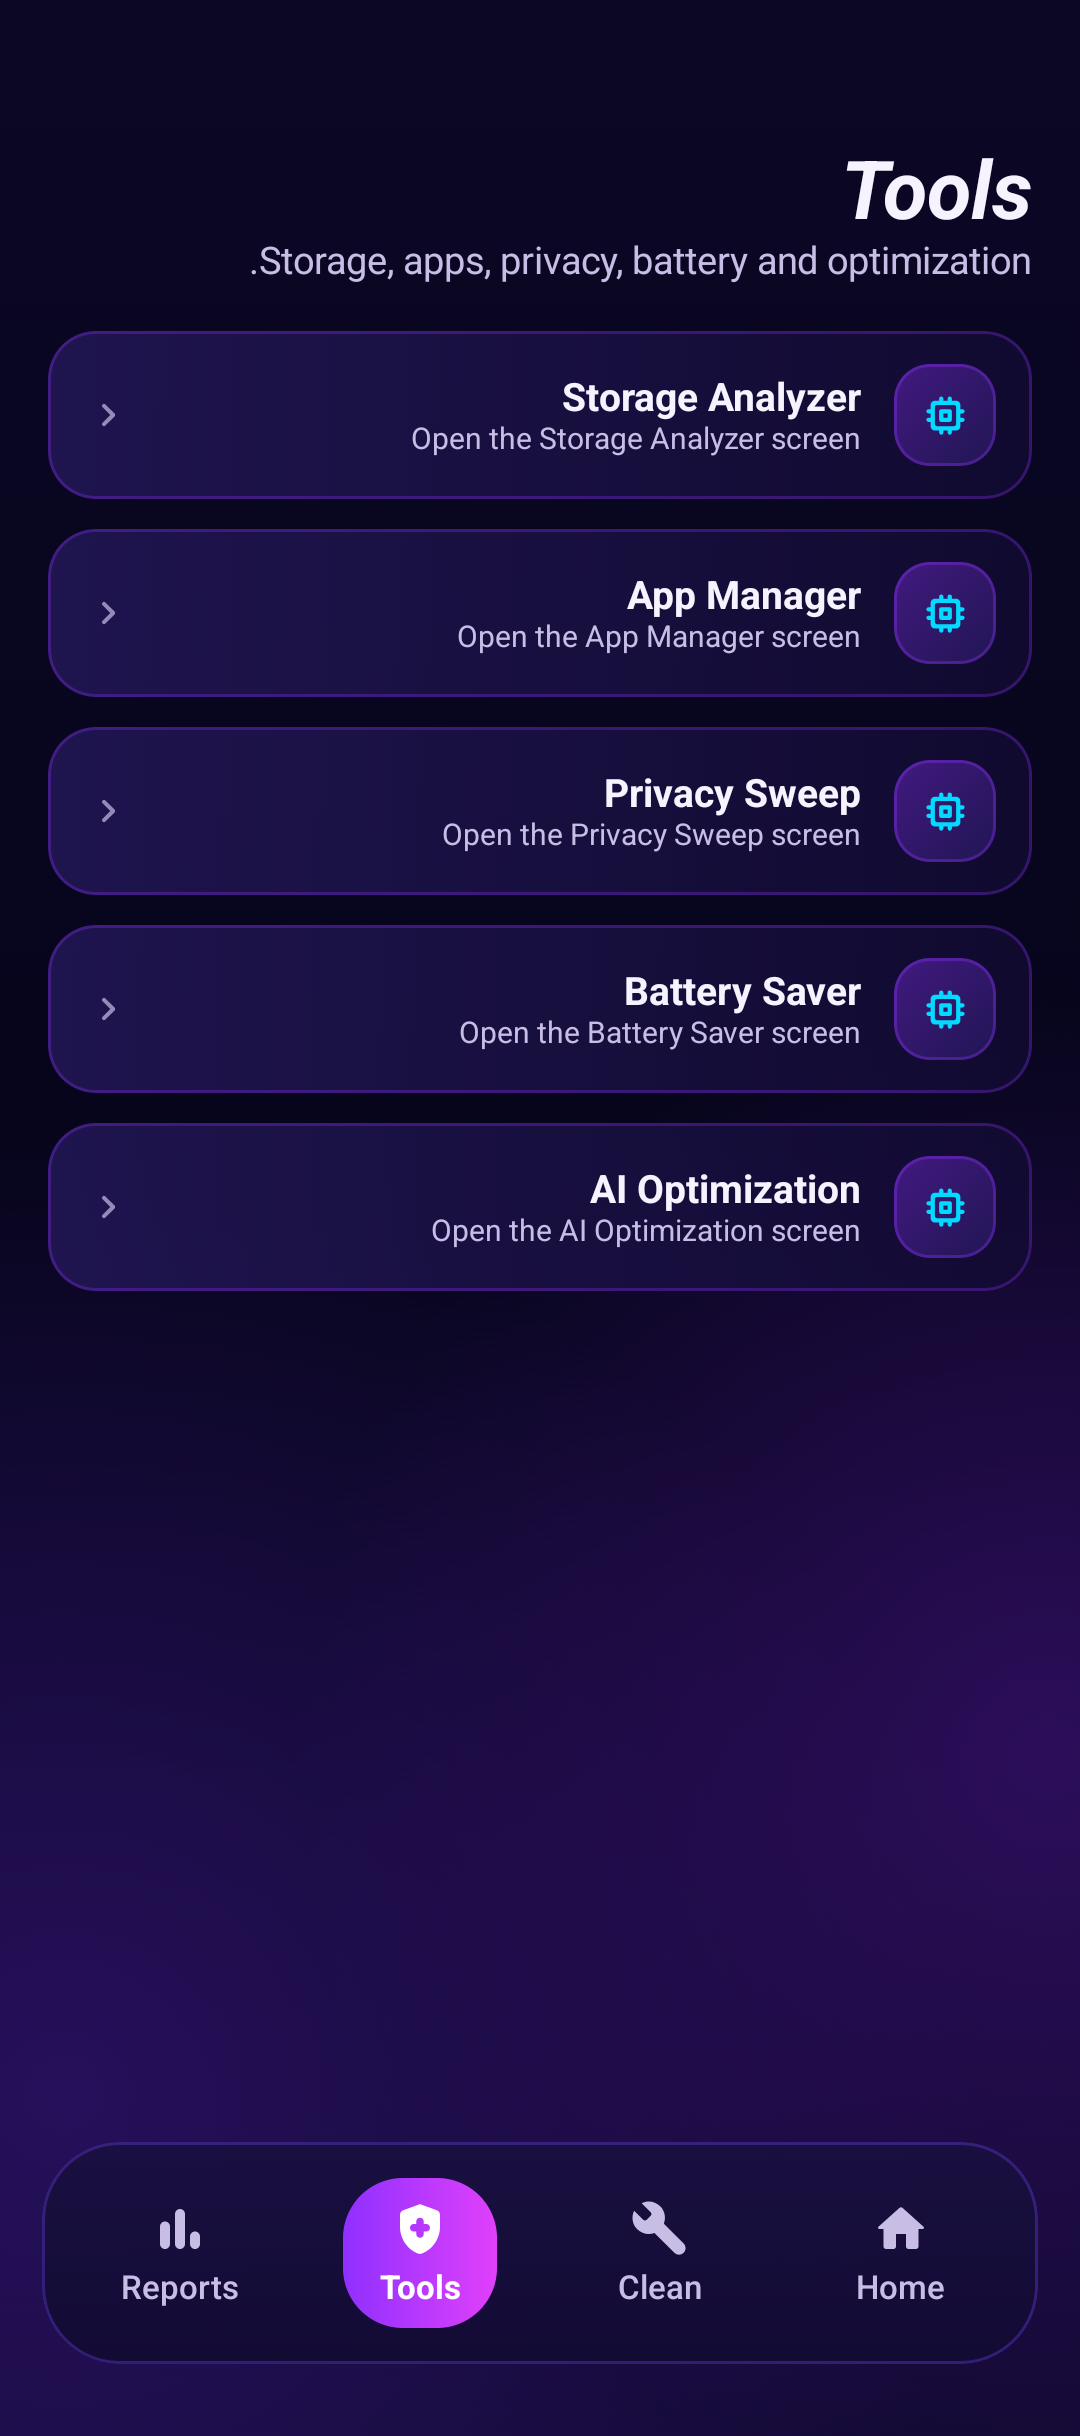 Tools
.Storage, apps, privacy, battery and optimization
Storage Analyzer
Open the Storage Analyzer screen
App Manager
Open the App Manager screen
Privacy Sweep
Open the Privacy Sweep screen
Battery Saver
Open the Battery Saver screen
AI Optimization
Open the AI Optimization screen
Reports
Tools
Clean
Home